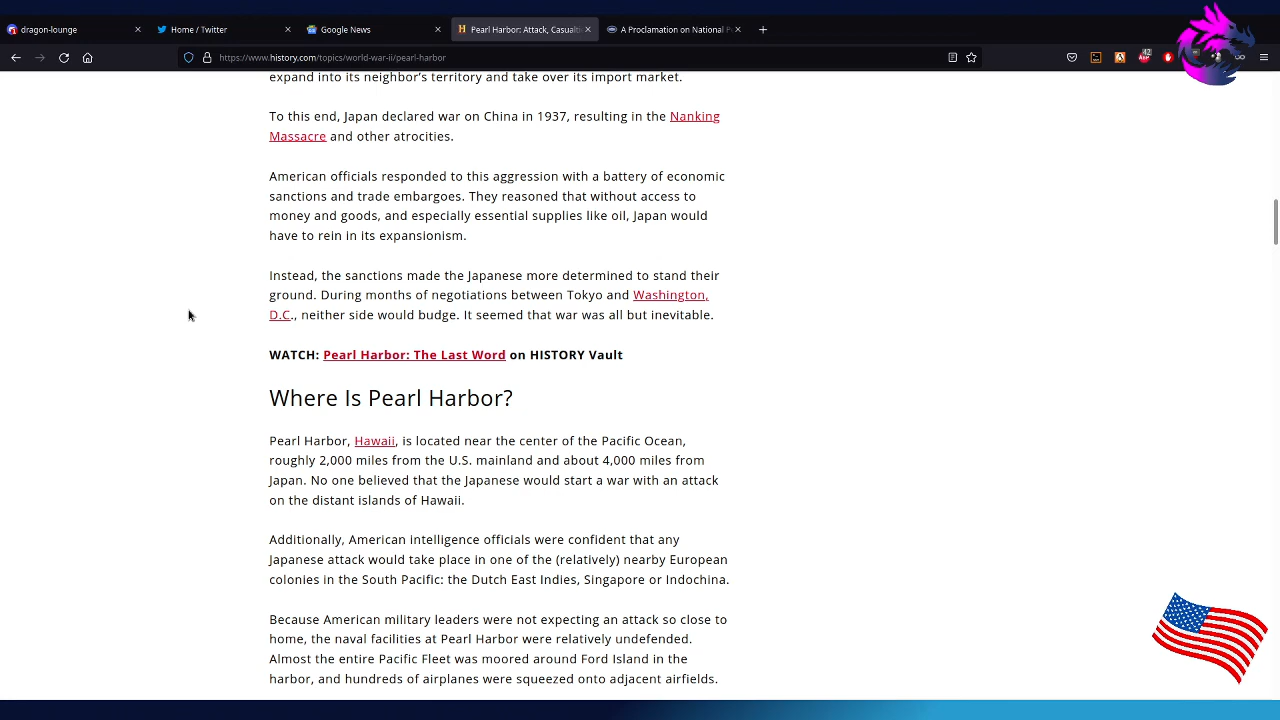 dragon-lounge
Home / Twitter
Google News
Pearl Harbor: Attack, Casualti
A Proclamation on National P
https://www.history.com/topics/world-war-ii/pearl-harbor
42
expand into its neighbor's territory and take over its import market.
To this end, Japan declared war on China in 1937, resulting in the Nanking
Massacre and other atrocities.
American officials responded to this aggression with a battery of economic
sanctions and trade embargoes. They reasoned that without access to
money and goods, and especially essential supplies like oil, Japan would
have to rein in its expansionism.
Instead, the sanctions made the Japanese more determined to stand their
ground. During months of negotiations between Tokyo and Washington,
D.C., neither side would budge. It seemed that war was all but inevitable.
WATCH: Pearl Harbor: The Last Word on HISTORY Vault
Where Is Pearl Harbor?
Pearl Harbor, Hawaii, is located near the center of the Pacific Ocean,
roughly 2,000 miles from the U.S. mainland and about 4,000 miles from
Japan. No one believed that the Japanese would start a war with an attack
on the distant islands of Hawaii.
Additionally, American intelligence officials were confident that any
Japanese attack would take place in one of the (relatively) nearby European
colonies in the South Pacific: the Dutch East Indies, Singapore or Indochina.
Because American military leaders were not expecting an attack so close to
home, the naval facilities at Pearl Harbor were relatively undefended.
Almost the entire Pacific Fleet was moored around Ford Island in the
harbor, and hundreds of airplanes were squeezed onto adjacent airfields.